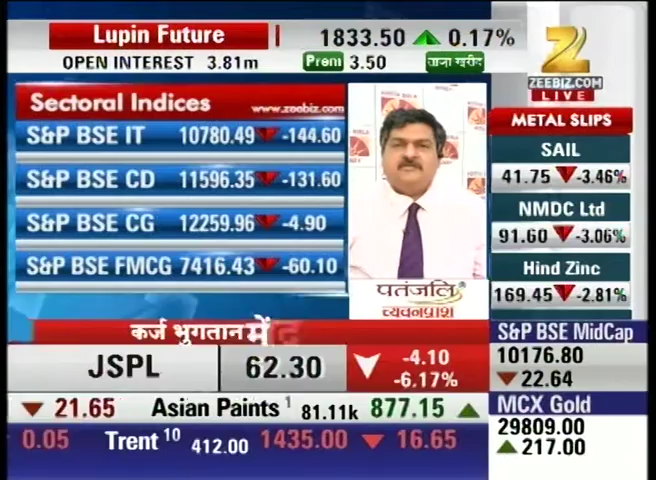 Lupin Future
1833.50 0.17%
OPEN INTEREST 3.81m
Prem 3.50 ताज़ा खरीद
ZEEBIZ.COM
LIVE
Sectoral Indices www.zeebiz.com
S&P BSE IT 10780.49 -144.60
S&P BSE CD 11596.35 -131.60
S&P BSE CG 12259.96 -4.90
S&P BSE FMCG 7416.43 -60.10
पतंजलि
च्यवनप्राश
METAL SLIPS
SAIL
41.75 -3.46%
NMDC Ltd
91.60 -3.06%
Hind Zinc
169.45 -2.81%
कर्ज भुगतान में
JSPL 62.30 -4.10
-6.17%
S&P BSE MidCap
10176.80
22.64
MCX Gold
29809.00
217.00
21.65 Asian Paints 1 81.11k 877.15
0.05 Trent 10 412.00 1435.00 16.65